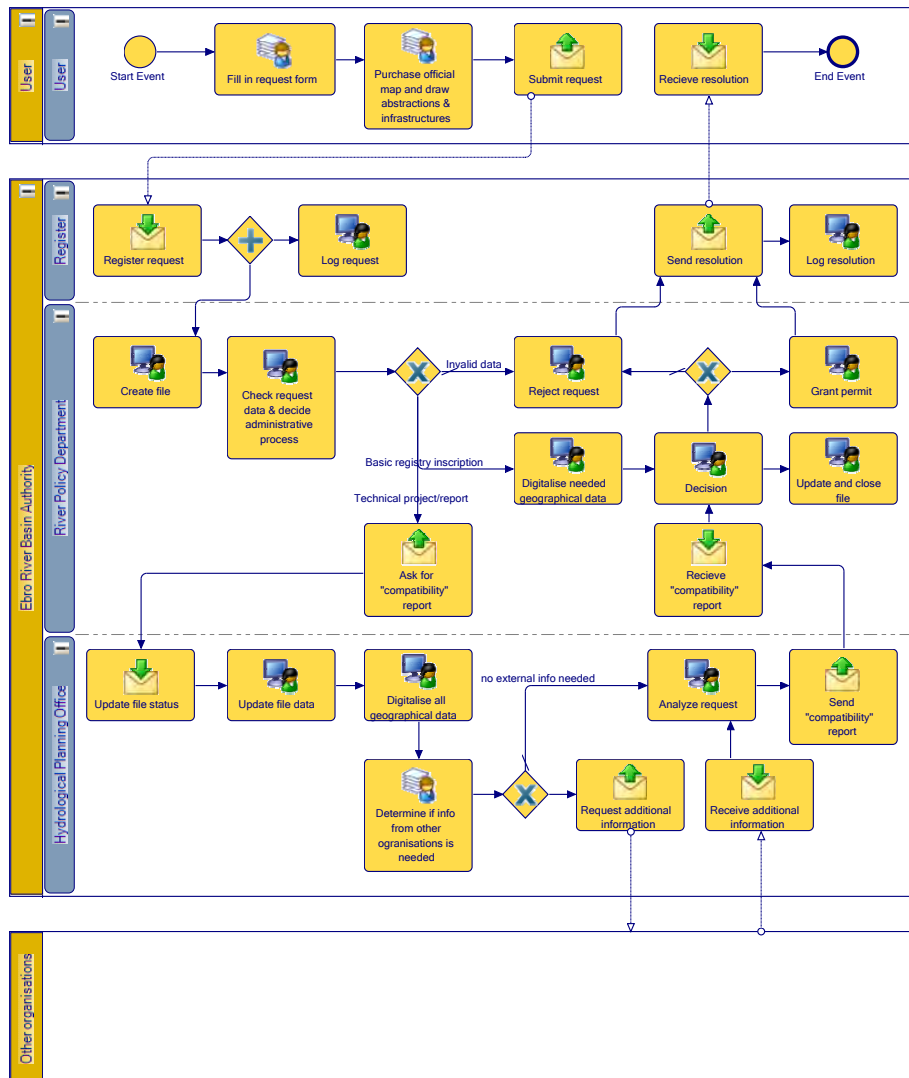 User
User
Start Event
Fill in request form
Purchase official
map and draw
abstractions &
infrastructures
Submit request
Recieve resolution
End Event
Ebro River Basin Authority
Register
Register request
Log request
Send resolution
Log resolution
River Policy Department
Create file
Check request
data & decide
administrative
process
Invalid data
Reject request
Grant permit
Basic registry inscription
Digitalise needed
geographical data
Decision
Update and close
file
Technical project/report
Ask for
"compatibility"
report
Recieve
"compatibility"
report
Hydrological Planning Office
Update file status
Update file data
Digitalise all
geographical data
no external info needed
Analyze request
Send
"compatibility"
report
Determine if info
from other
ogranisations is
needed
Request additional
information
Receive additional
information
Other organisations